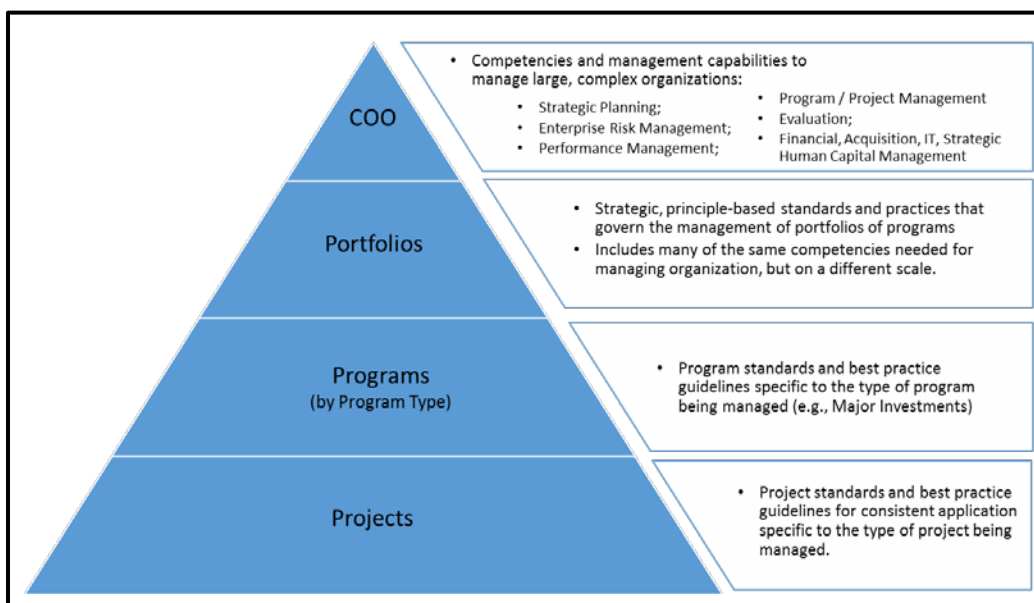 COO
• Competencies and management capabilities to
manage large, complex organizations:
• Strategic Planning;
• Enterprise Risk Management;
• Performance Management;
• Program / Project Management
• Evaluation;
• Financial, Acquisition, IT, Strategic
Human Capital Management
Portfolios
• Strategic, principle-based standards and practices that
govern the management of portfolios of programs
• Includes many of the same competencies needed for
managing organization, but on a different scale.
Programs
(by Program Type)
• Program standards and best practice
guidelines specific to the type of program
being managed (e.g., Major Investments)
Projects
• Project standards and best practice
guidelines for consistent application
specific to the type of project being
managed.